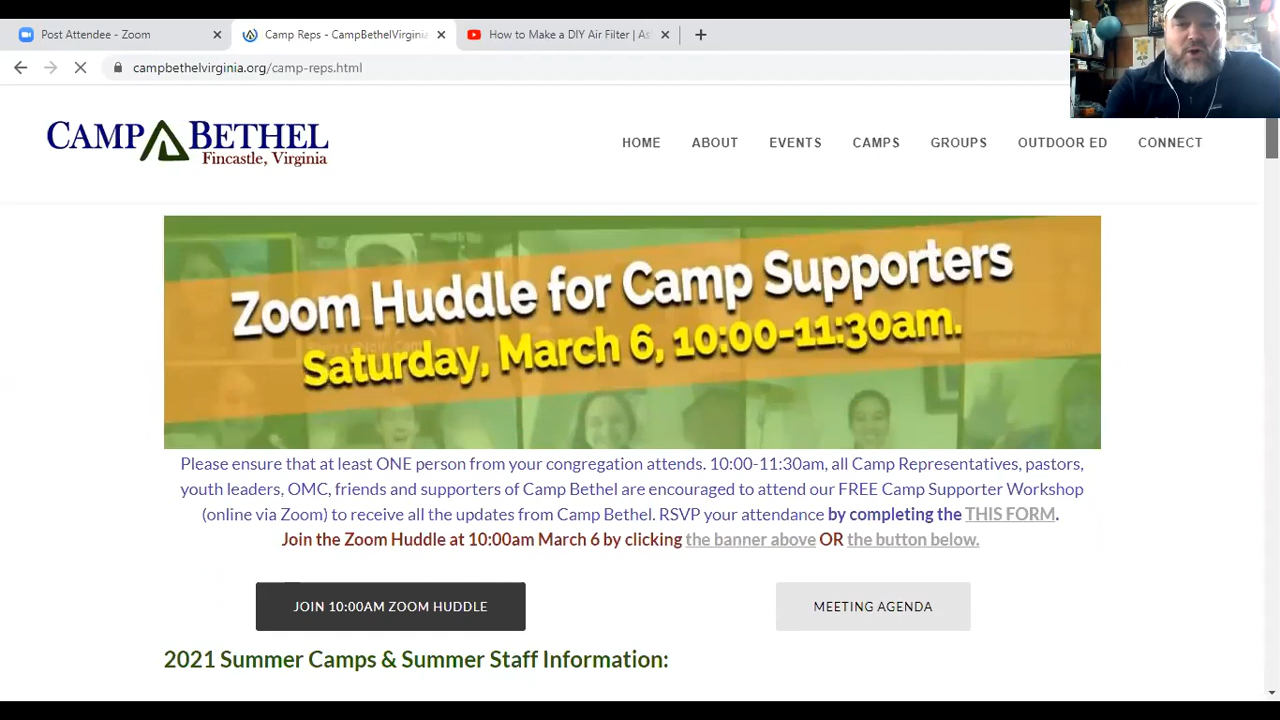 Post Attendee - Zoom
Camp Reps - CampBethelVirginia
How to Make a DIY Air Filter | As
campbethelvirginia.org/camp-reps.html
CAMP BETHEL
Fincastle, Virginia
HOME ABOUT EVENTS CAMPS GROUPS OUTDOOR ED CONNECT
Zoom Huddle for Camp Supporters
Saturday, March 6, 10:00-11:30am.
Please ensure that at least ONE person from your congregation attends. 10:00-11:30am, all Camp Representatives, pastors,
youth leaders, OMC, friends and supporters of Camp Bethel are encouraged to attend our FREE Camp Supporter Workshop
(online via Zoom) to receive all the updates from Camp Bethel. RSVP your attendance by completing the THIS FORM.
Join the Zoom Huddle at 10:00am March 6 by clicking the banner above OR the button below.
JOIN 10:00AM ZOOM HUDDLE
MEETING AGENDA
2021 Summer Camps & Summer Staff Information: